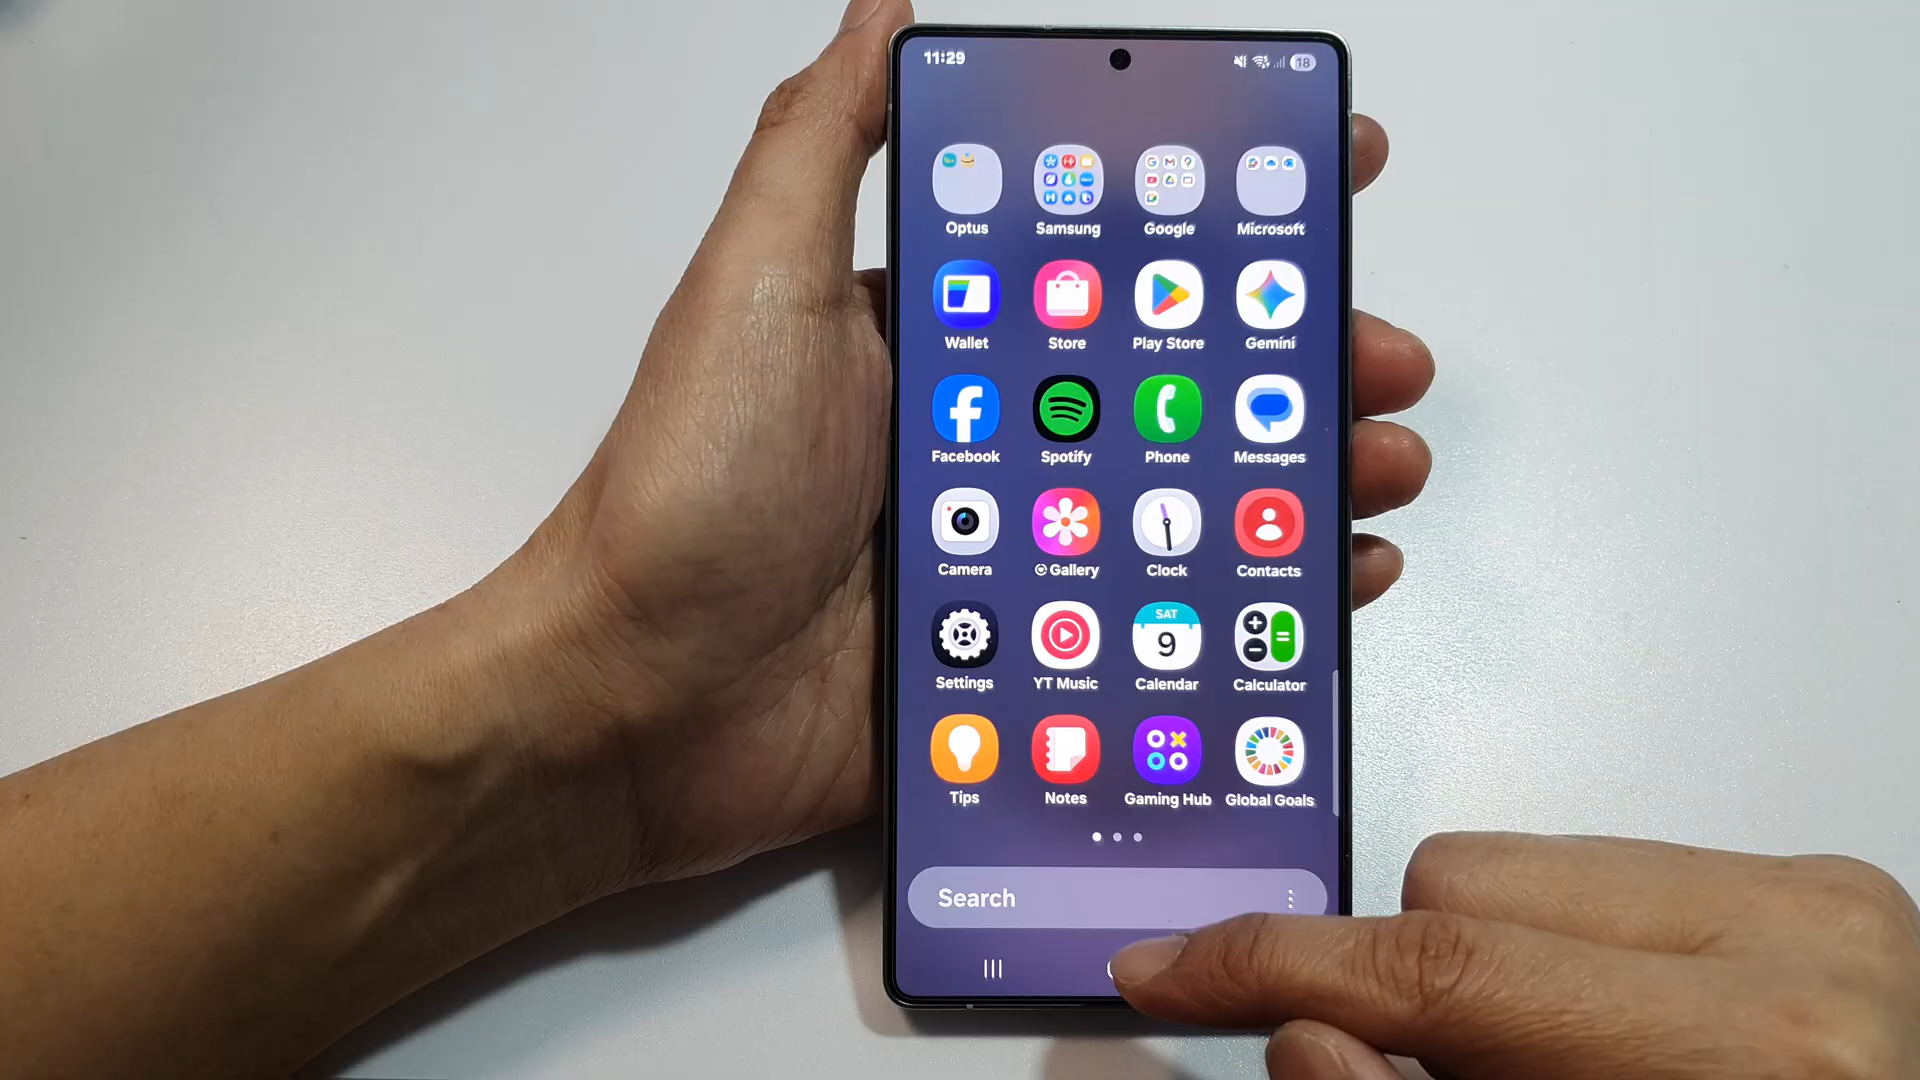 11:29
18
Optus Samsung Google Microsoft
Wallet Store Play Store Gemini
Facebook Spotify Phone Messages
Camera Gallery Clock Contacts
SAT
9
Settings YT Music Calendar Calculator
Tips Notes Gaming Hub Global Goals
Search